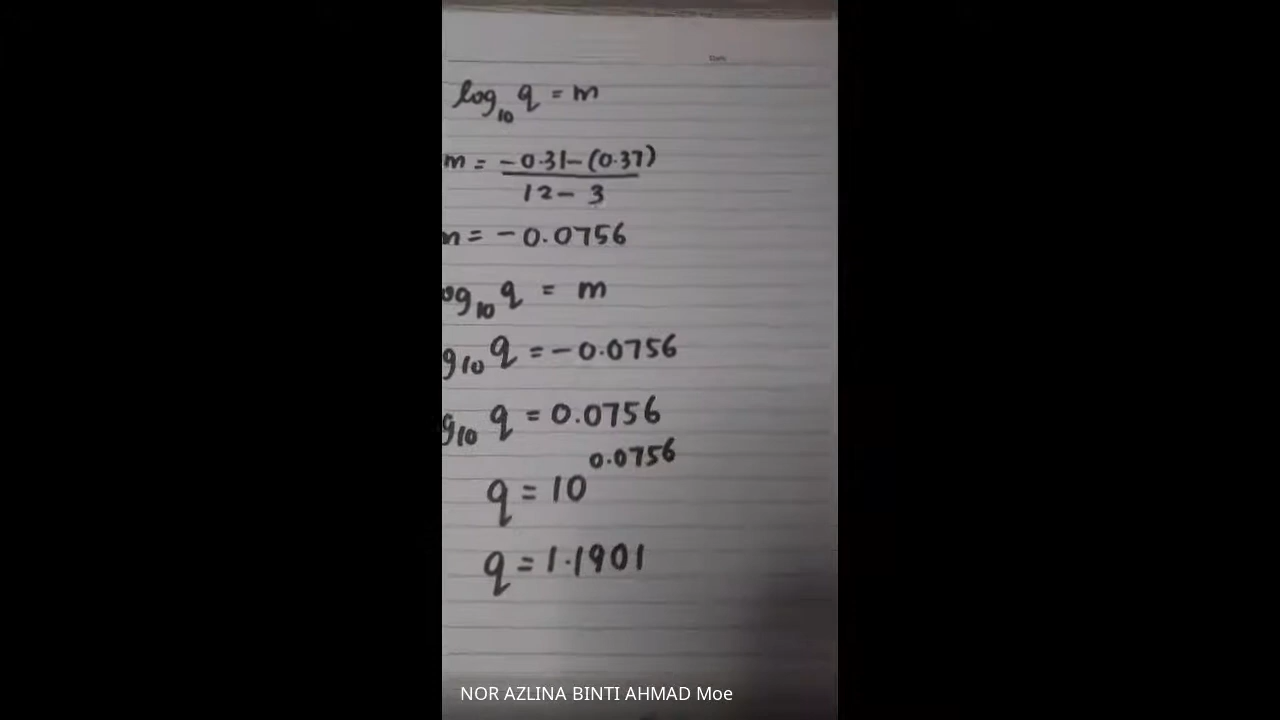 log₁₀ q = m
m = -0.31-(0.37)/12-3
m = -0.0756
og₁₀ q = m
g₁₀ q = -0.0756
g₁₀ q = 0.0756
q = 10^0.0756
q = 1.1901
NOR AZLINA BINTI AHMAD Moe